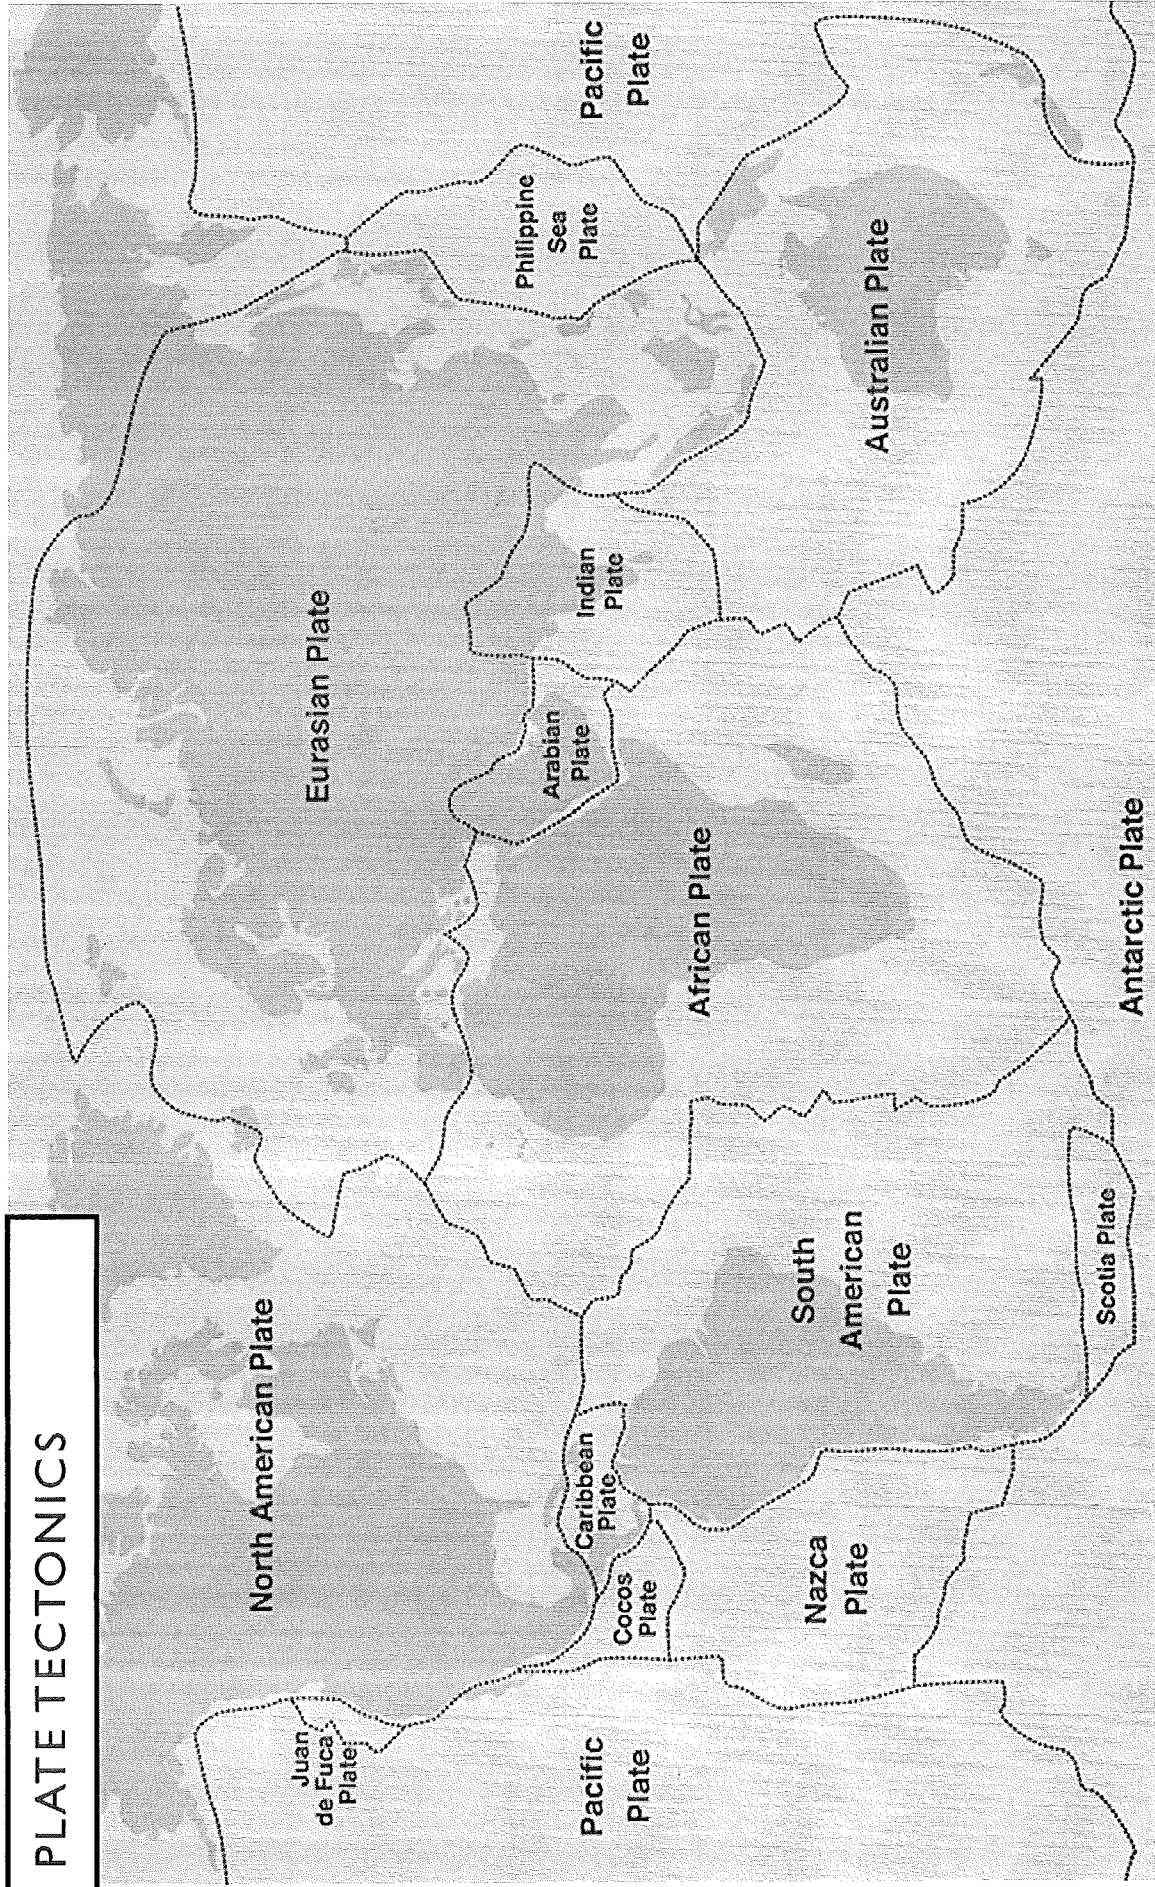 PLATE TECTONICS
North American Plate
Eurasian Plate
Juan
de Fuca
Plate
Pacific
Plate
Cocos
Plate
Caribbean
Plate
Nazca
Plate
South
American
Plate
Scotia Plate
African Plate
Arabian
Plate
Indian
Plate
Philippine
Sea
Plate
Pacific
Plate
Australian Plate
Antarctic Plate